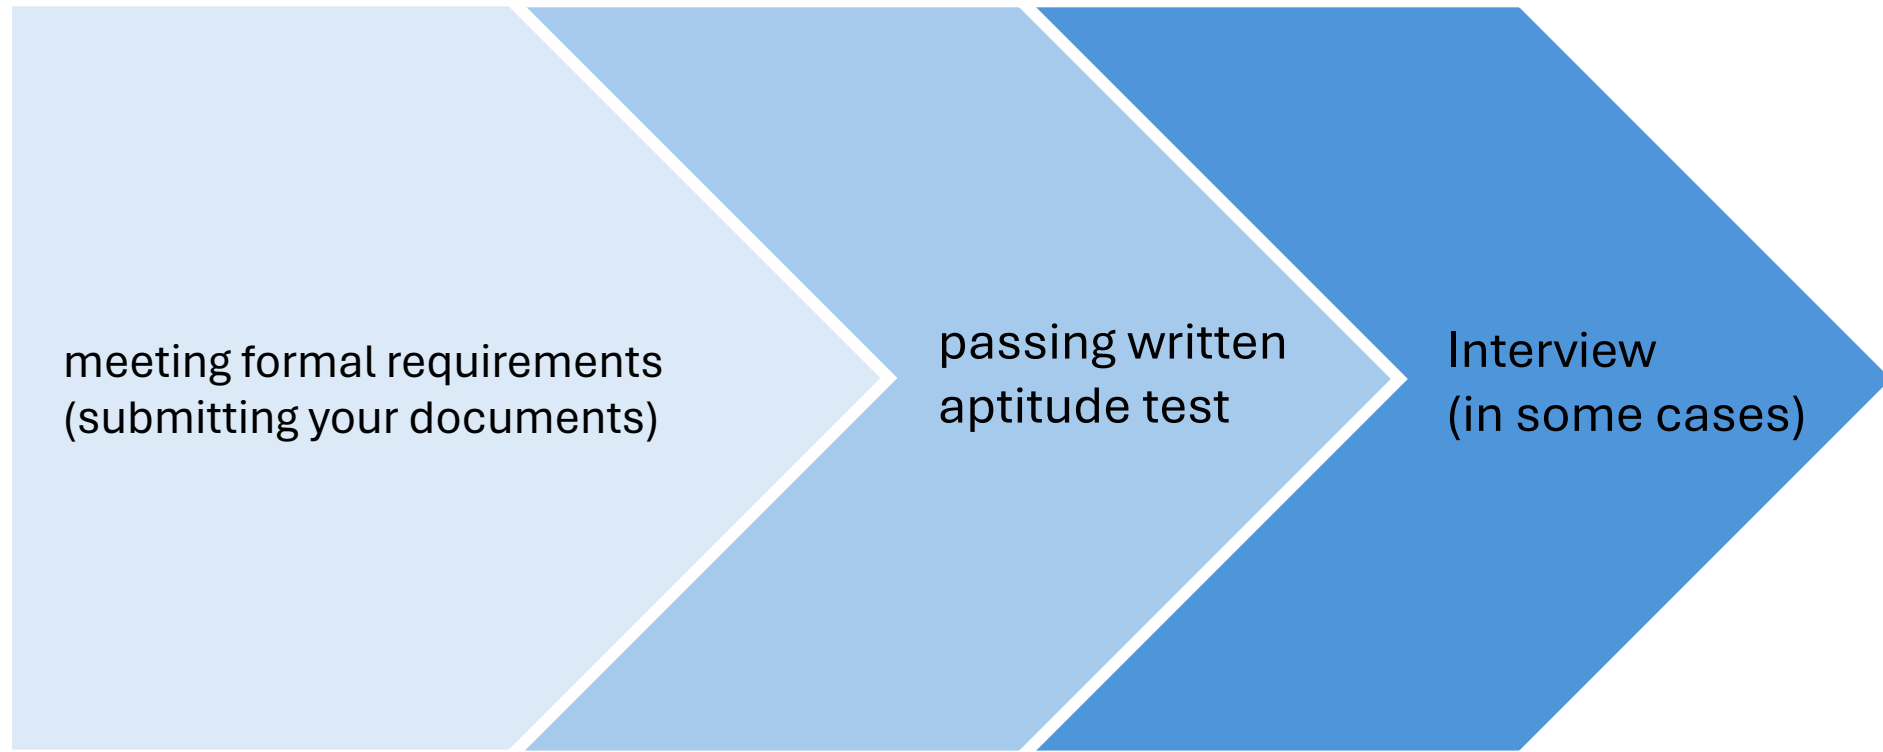 meeting formal requirements
(submitting your documents)
passing written
aptitude test
Interview
(in some cases)